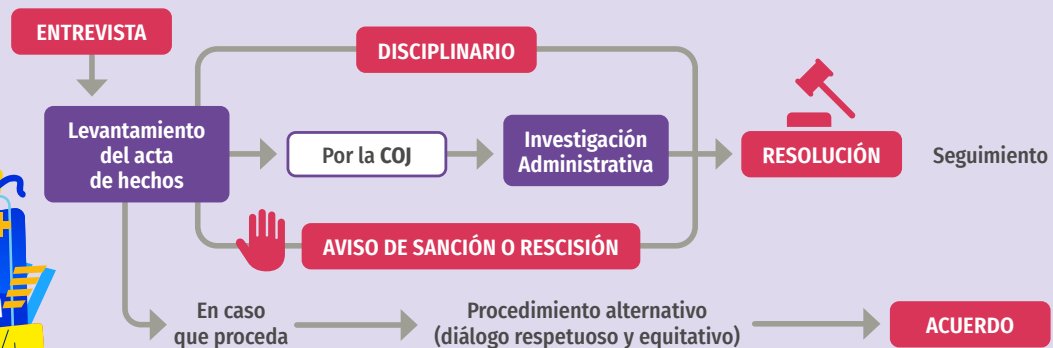 ENTREVISTA
DISCIPLINARIO
Levantamiento
del acta
de hechos
Por la COJ
Investigación
Administrativa
RESOLUCIÓN
Seguimiento
AVISO DE SANCIÓN O RESCISIÓN
En caso
que proceda
Procedimiento alternativo
(diálogo respetuoso y equitativo)
ACUERDO